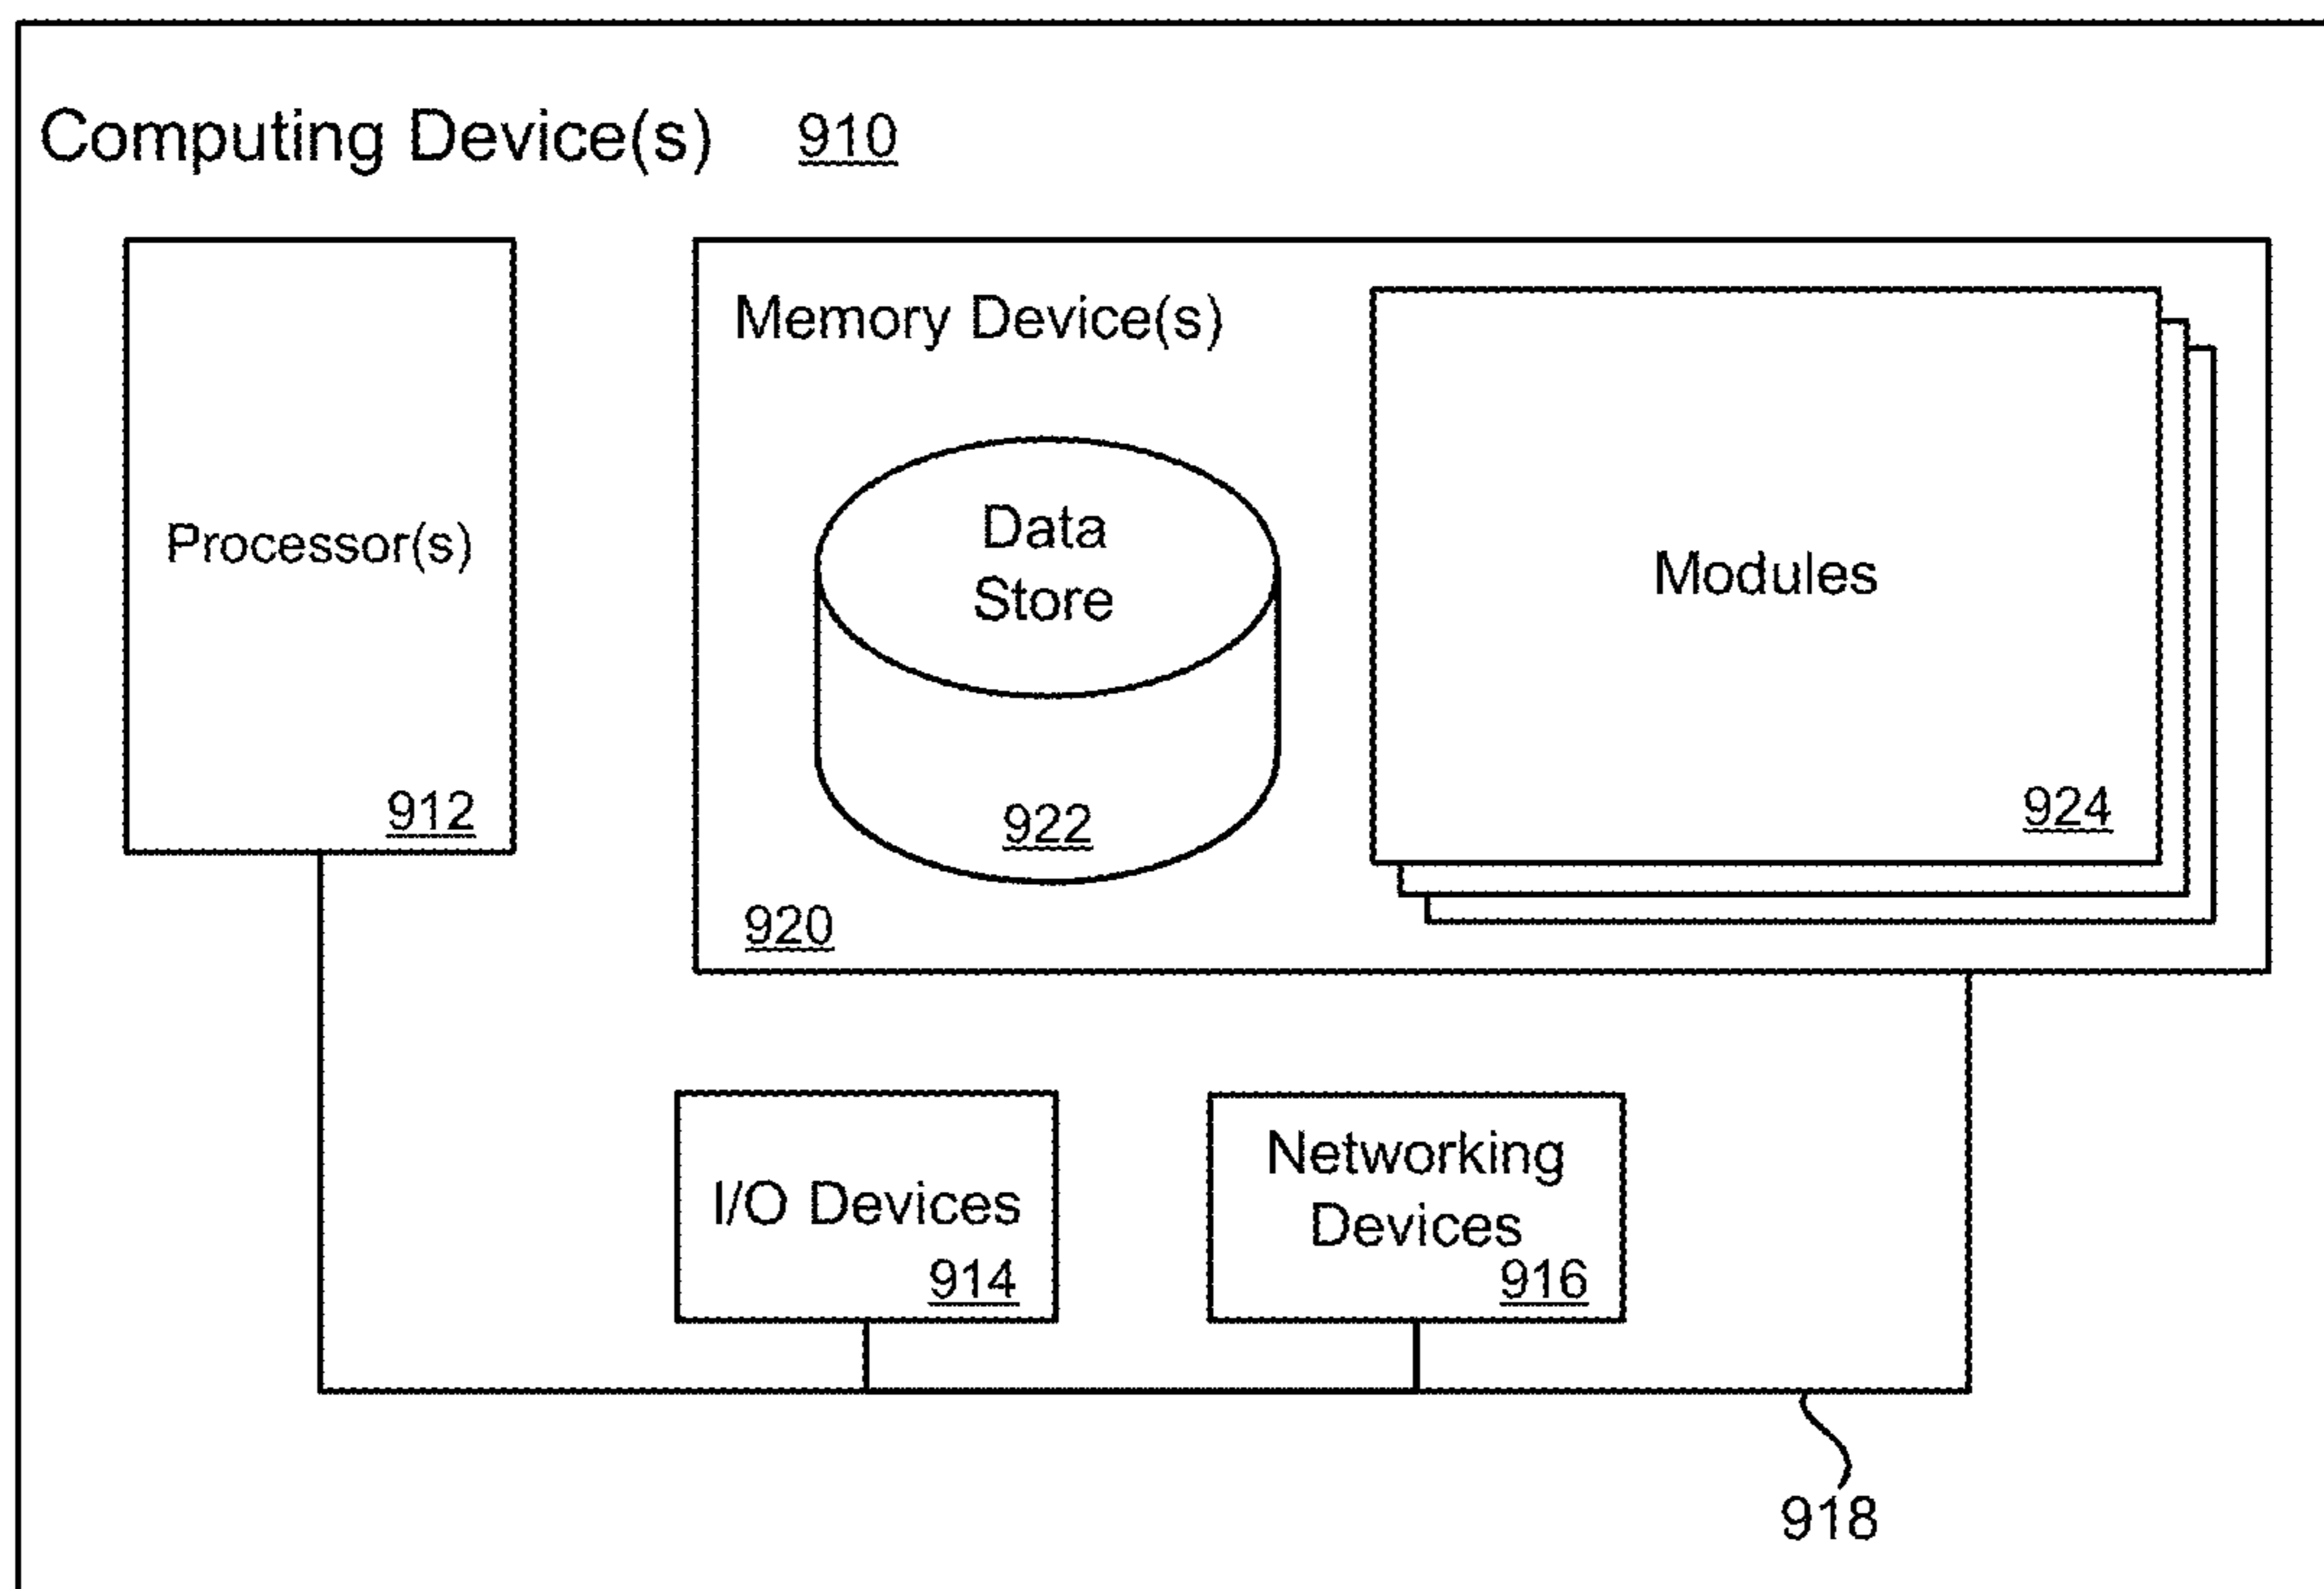 Computing Device(s) 910
Memory Device(s)
Processor(s)
912
Data
Store
922
Modules
924
920
I/O Devices
914
Networking
Devices
916
918